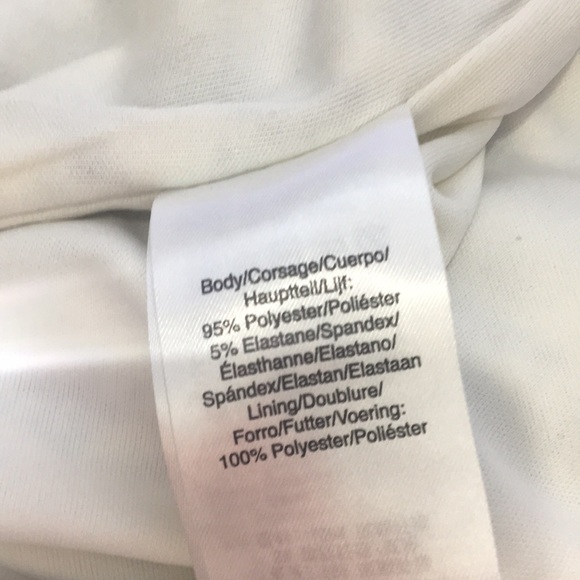 Body/Corsage/Cuerpo/
Hauptteil/Lijf:
95% Polyester/Poliéster
5% Elastane/Spandex/
Élasthanne/Elastano/
Spándex/Elastan/Elastaan
Lining/Doublure/
Forro/Futter/Voering:
100% Polyester/Poliéster